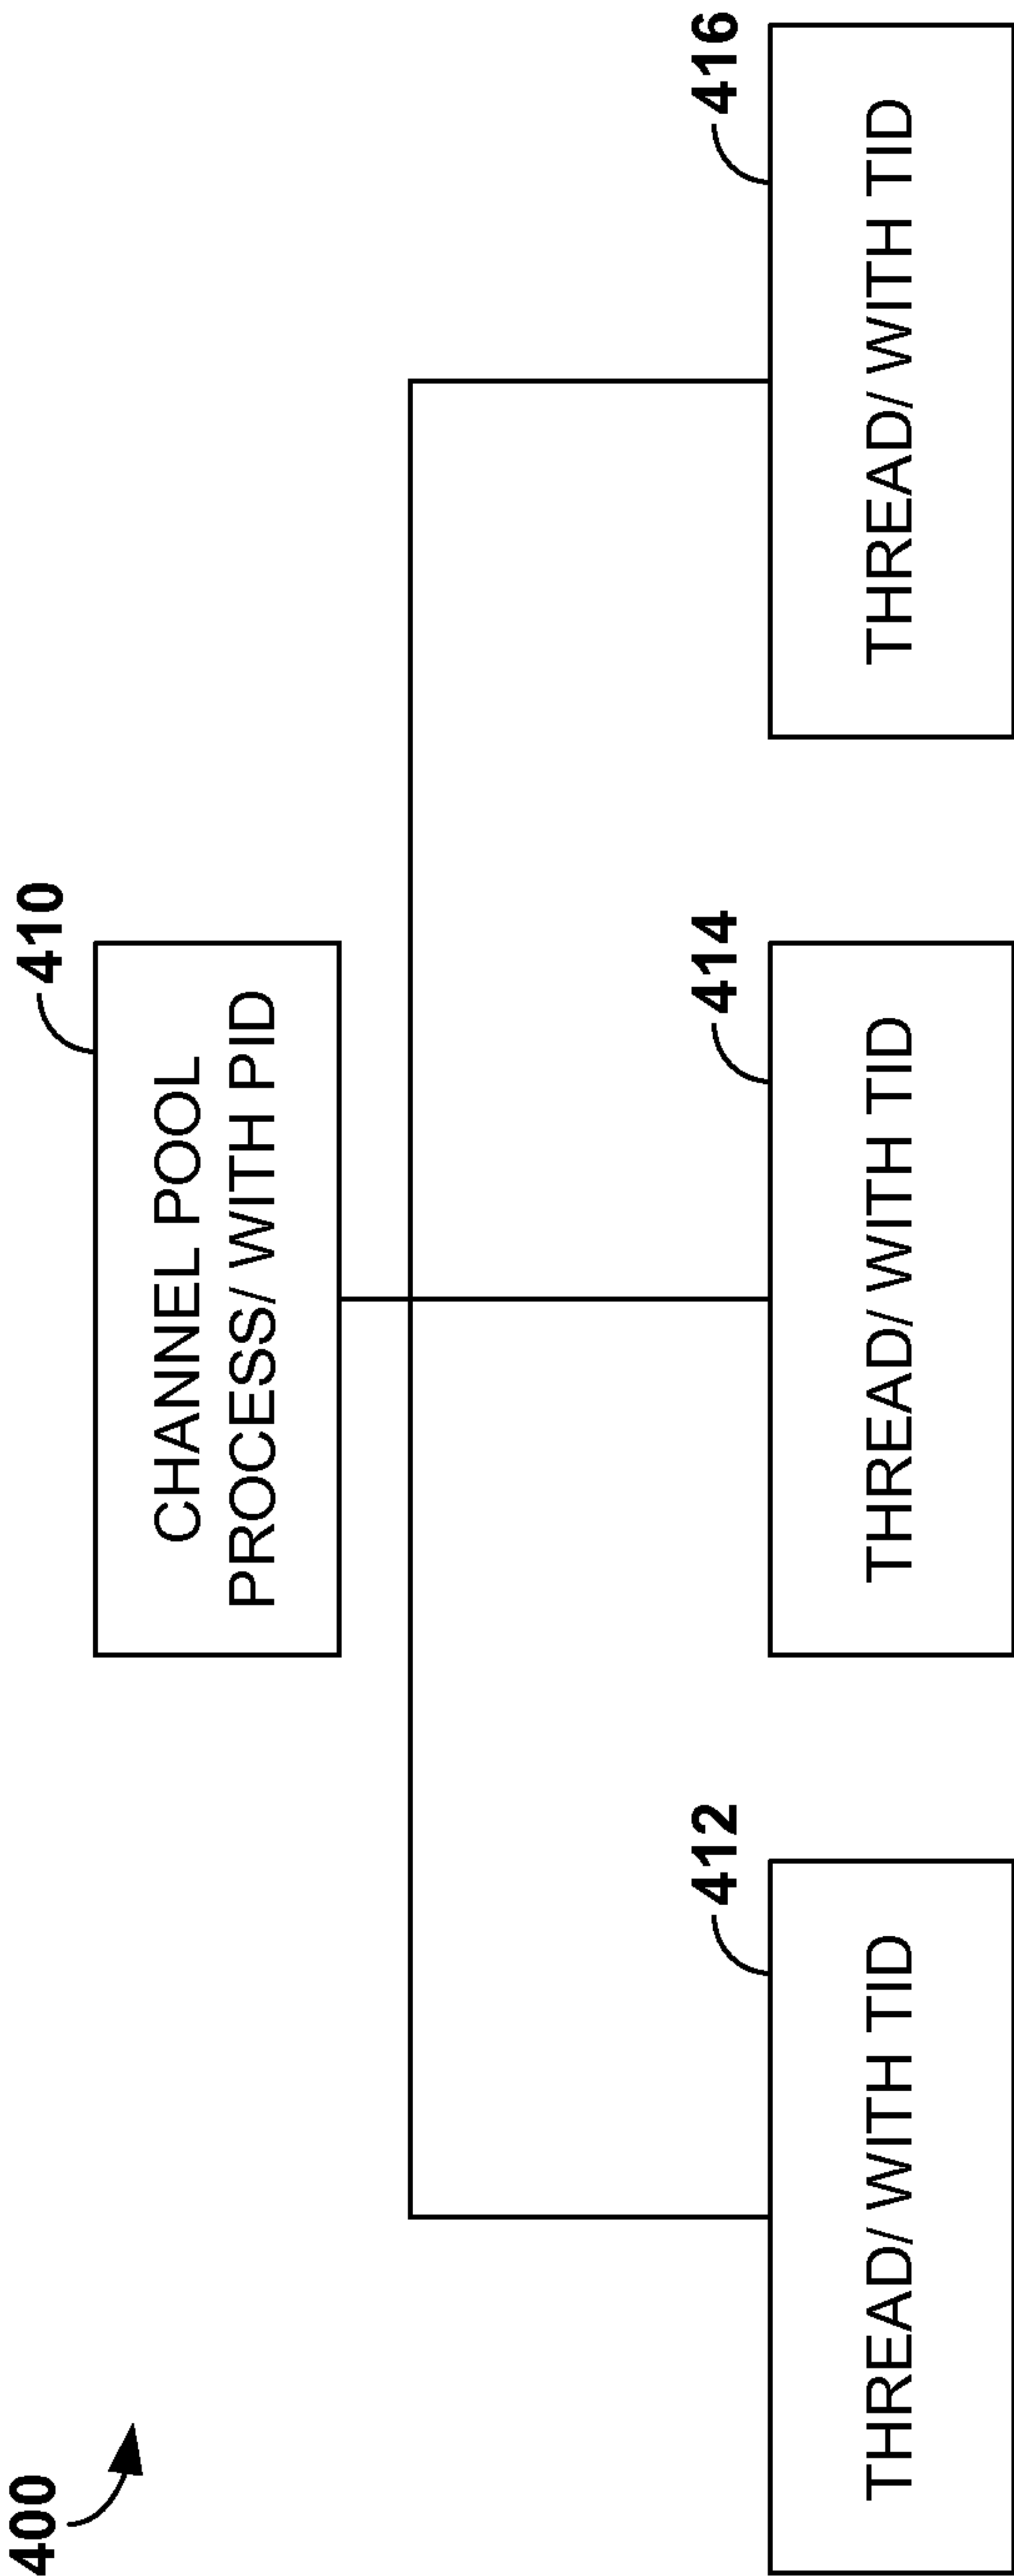 400
410
CHANNEL POOL
PROCESS/ WITH PID
412
THREAD/ WITH TID
414
THREAD/ WITH TID
416
THREAD/ WITH TID